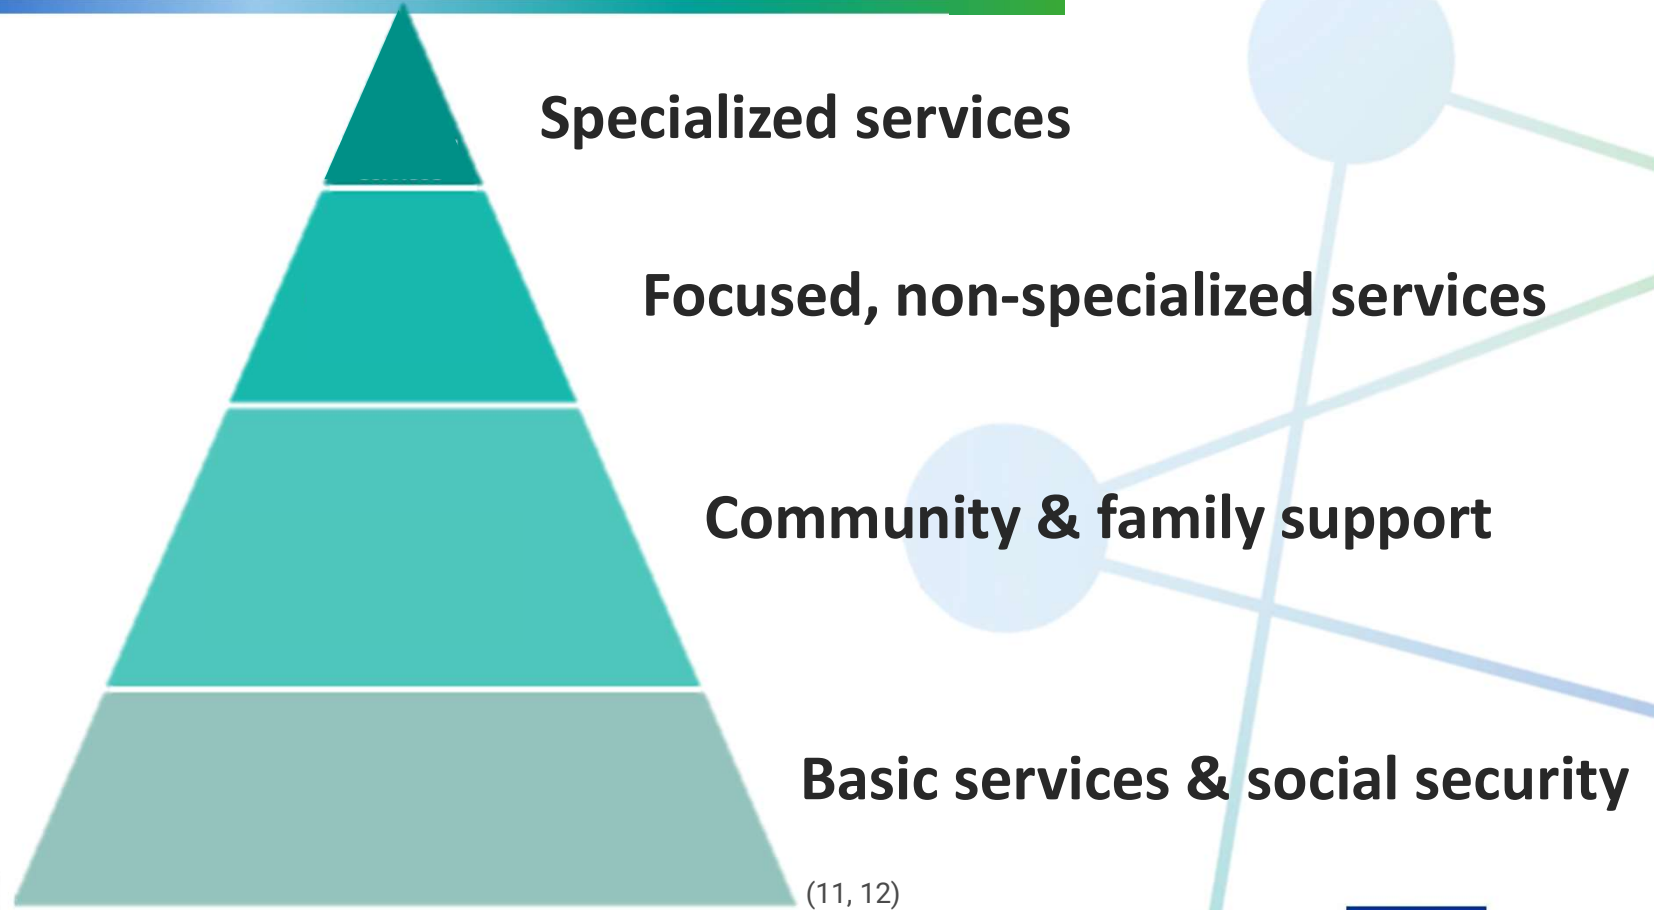 Specialized services
Focused, non-specialized services
Community & family support
Basic services & social security
(11, 12)